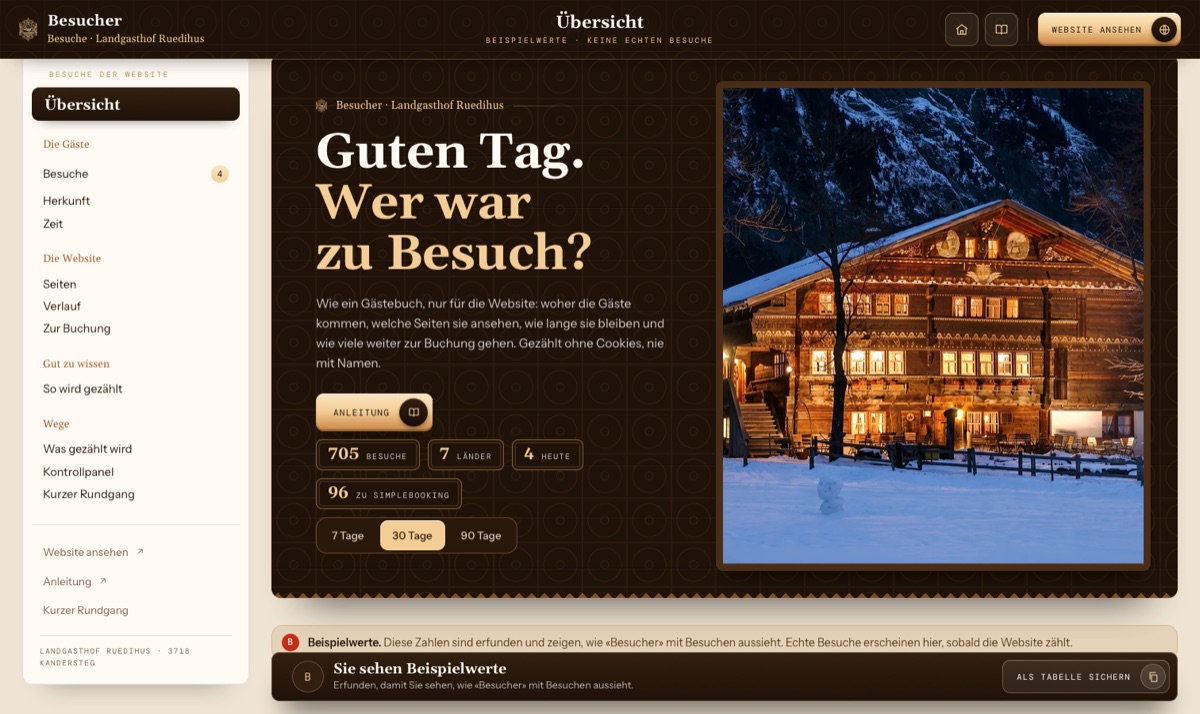 Besucher
Besuche · Landgasthof Ruedihus
Übersicht
BEISPIELWERTE · KEINE ECHTEN BESUCHE
WEBSITE ANSEHEN
BESUCHE DER WEBSITE
Übersicht
Die Gäste
Besuche 4
Herkunft
Zeit
Die Website
Seiten
Verlauf
Zur Buchung
Gut zu wissen
So wird gezählt
Wege
Was gezählt wird
Kontrollpanel
Kurzer Rundgang
Website ansehen ↗
Anleitung ↗
Kurzer Rundgang
LANDGASTHOF RUEDIHUS · 3718
KANDERSTEG
Besucher · Landgasthof Ruedihus
Guten Tag.
Wer war
zu Besuch?
Wie ein Gästebuch, nur für die Website: woher die Gäste
kommen, welche Seiten sie ansehen, wie lange sie bleiben und
wie viele weiter zur Buchung gehen. Gezählt ohne Cookies, nie
mit Namen.
ANLEITUNG
705 BESUCHE 7 LÄNDER 4 HEUTE
96 ZU SIMPLEBOOKING
7 Tage 30 Tage 90 Tage
B Beispielwerte. Diese Zahlen sind erfunden und zeigen, wie «Besucher» mit Besuchen aussieht. Echte Besuche erscheinen hier, sobald die Website zählt.
B Sie sehen Beispielwerte
Erfunden, damit Sie sehen, wie «Besucher» mit Besuchen aussieht.
ALS TABELLE SICHERN